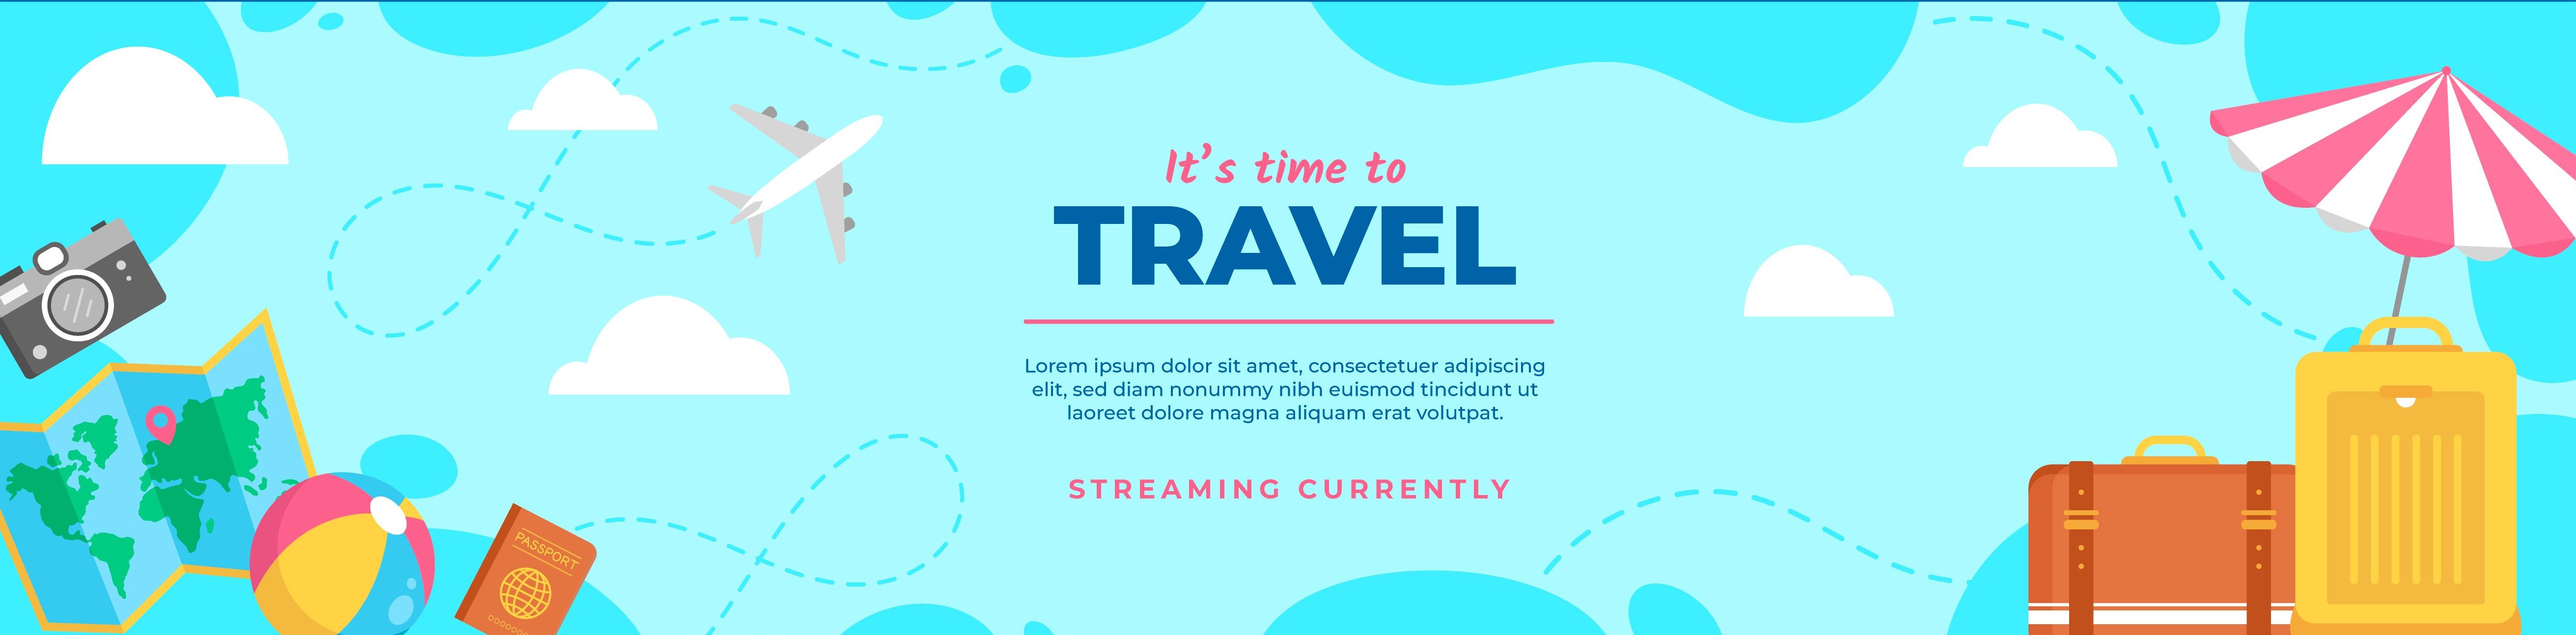 It's time to
TRAVEL
Lorem ipsum dolor sit amet, consectetuer adipiscing
elit, sed diam nonummy nibh euismod tincidunt ut
laoreet dolore magna aliquam erat volutpat.
STREAMING CURRENTLY
PASSPORT